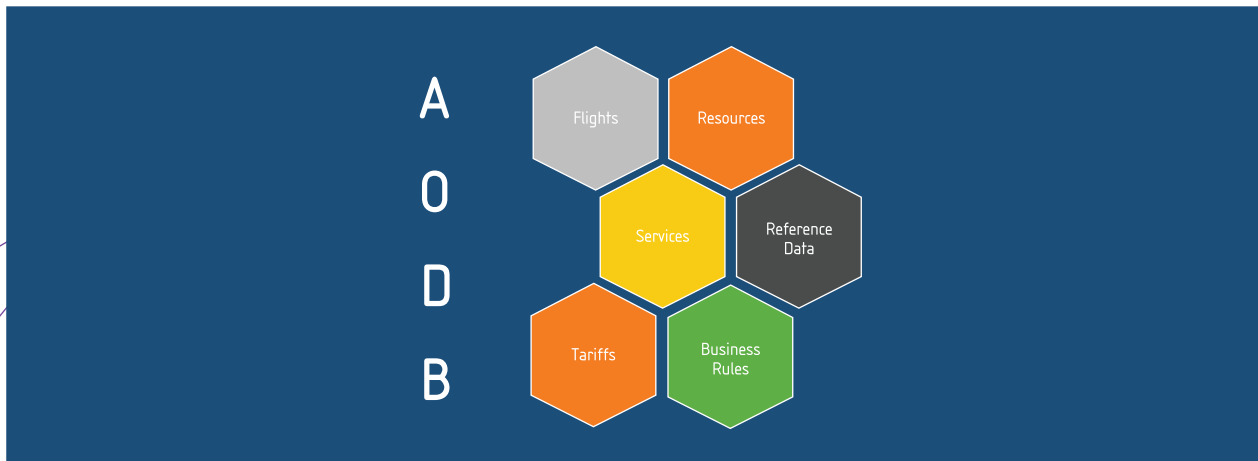 A
O
D
B
Flights
Resources
Services
Reference
Data
Tariffs
Business
Rules